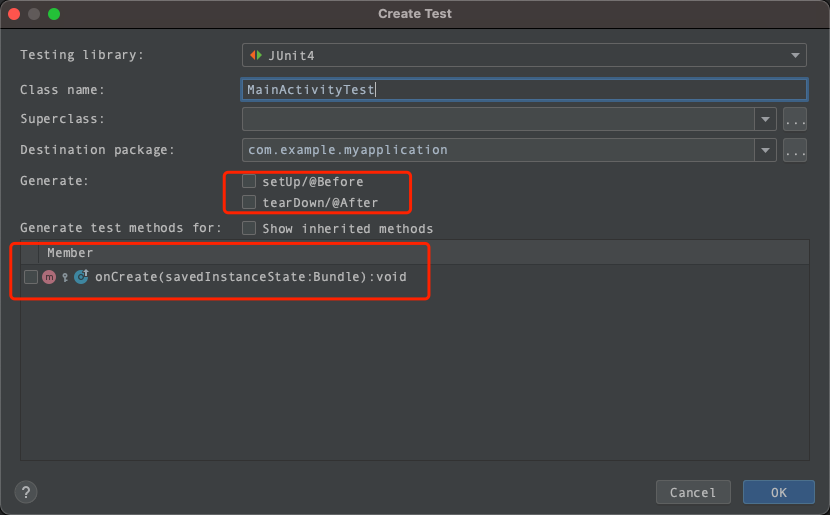 Create Test
Testing library: JUnit4
Class name: MainActivityTest
Superclass: ...
Destination package: com.example.myapplication ...
Generate: setUp/@Before
tearDown/@After
Generate test methods for: Show inherited methods
Member
m onCreate(savedInstanceState:Bundle):void
? Cancel OK